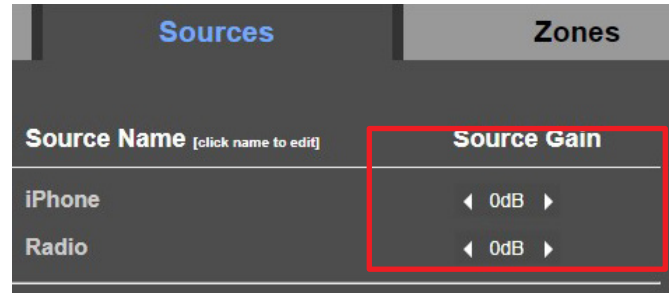 Sources Zones
Source Name [click name to edit] Source Gain
iPhone 0dB
Radio 0dB